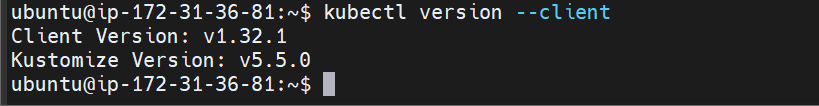 ubuntu@ip-172-31-36-81:~$ kubectl version --client
Client Version: v1.32.1
Kustomize Version: v5.5.0
ubuntu@ip-172-31-36-81:~$